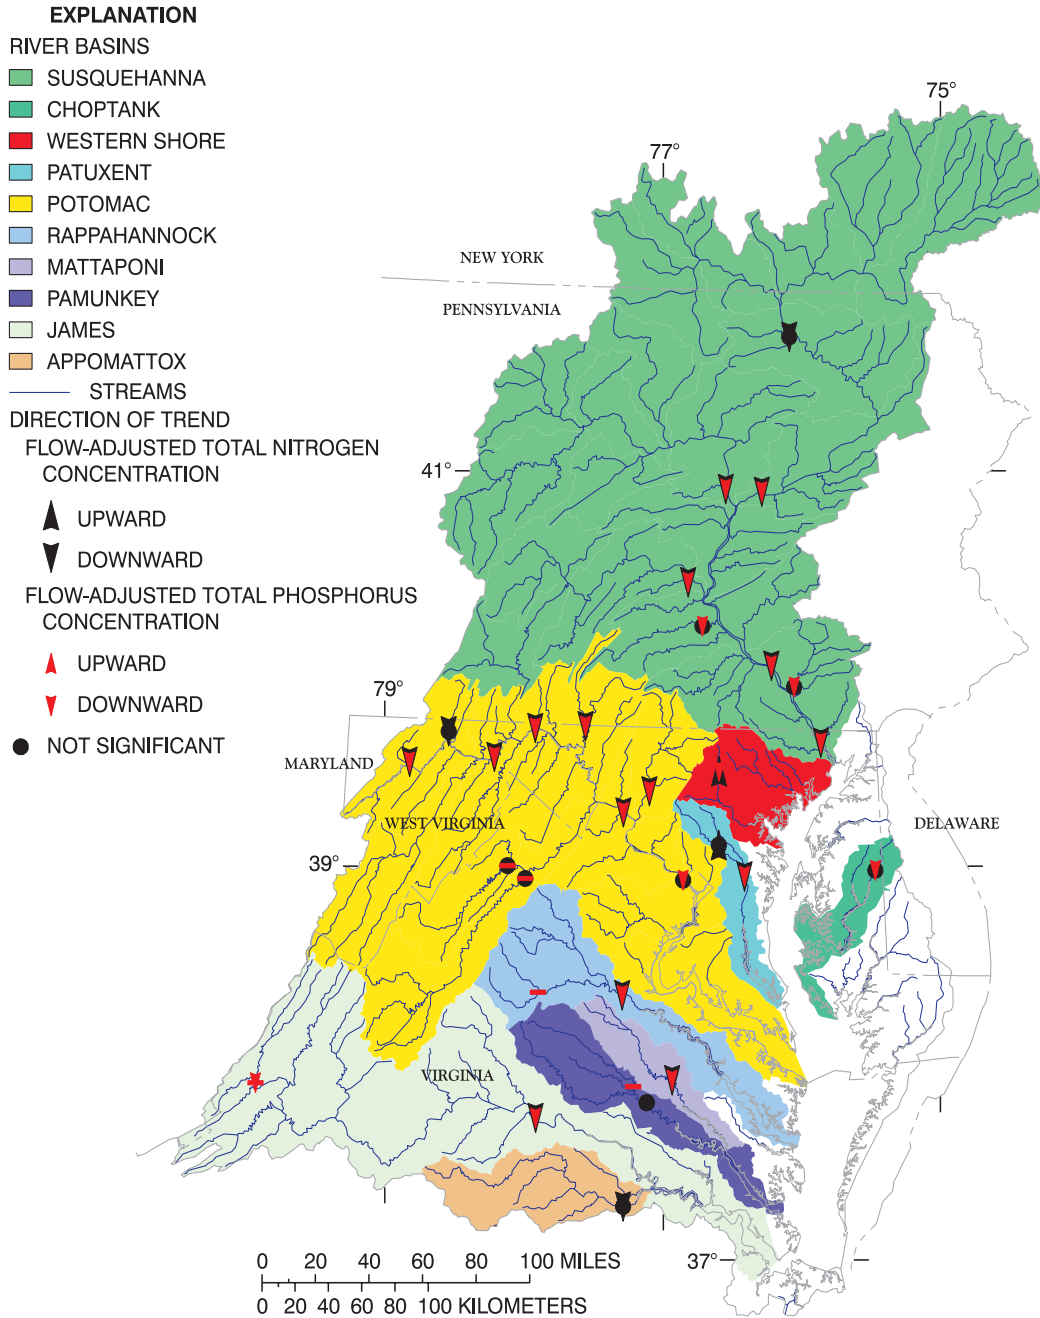 EXPLANATION
RIVER BASINS
SUSQUEHANNA
CHOPTANK
WESTERN SHORE
PATUXENT
POTOMAC
RAPPAHANNOCK
MATTAPONI
PAMUNKEY
JAMES
APPOMATTOX
STREAMS
DIRECTION OF TREND
FLOW-ADJUSTED TOTAL NITROGEN
CONCENTRATION
UPWARD
DOWNWARD
FLOW-ADJUSTED TOTAL PHOSPHORUS
CONCENTRATION
UPWARD
DOWNWARD
NOT SIGNIFICANT
75°
77°
NEW YORK
PENNSYLVANIA
41°
79°
MARYLAND
WEST VIRGINIA
DELAWARE
39°
VIRGINIA
37°
0 20 40 60 80 100 MILES
0 20 40 60 80 100 KILOMETERS